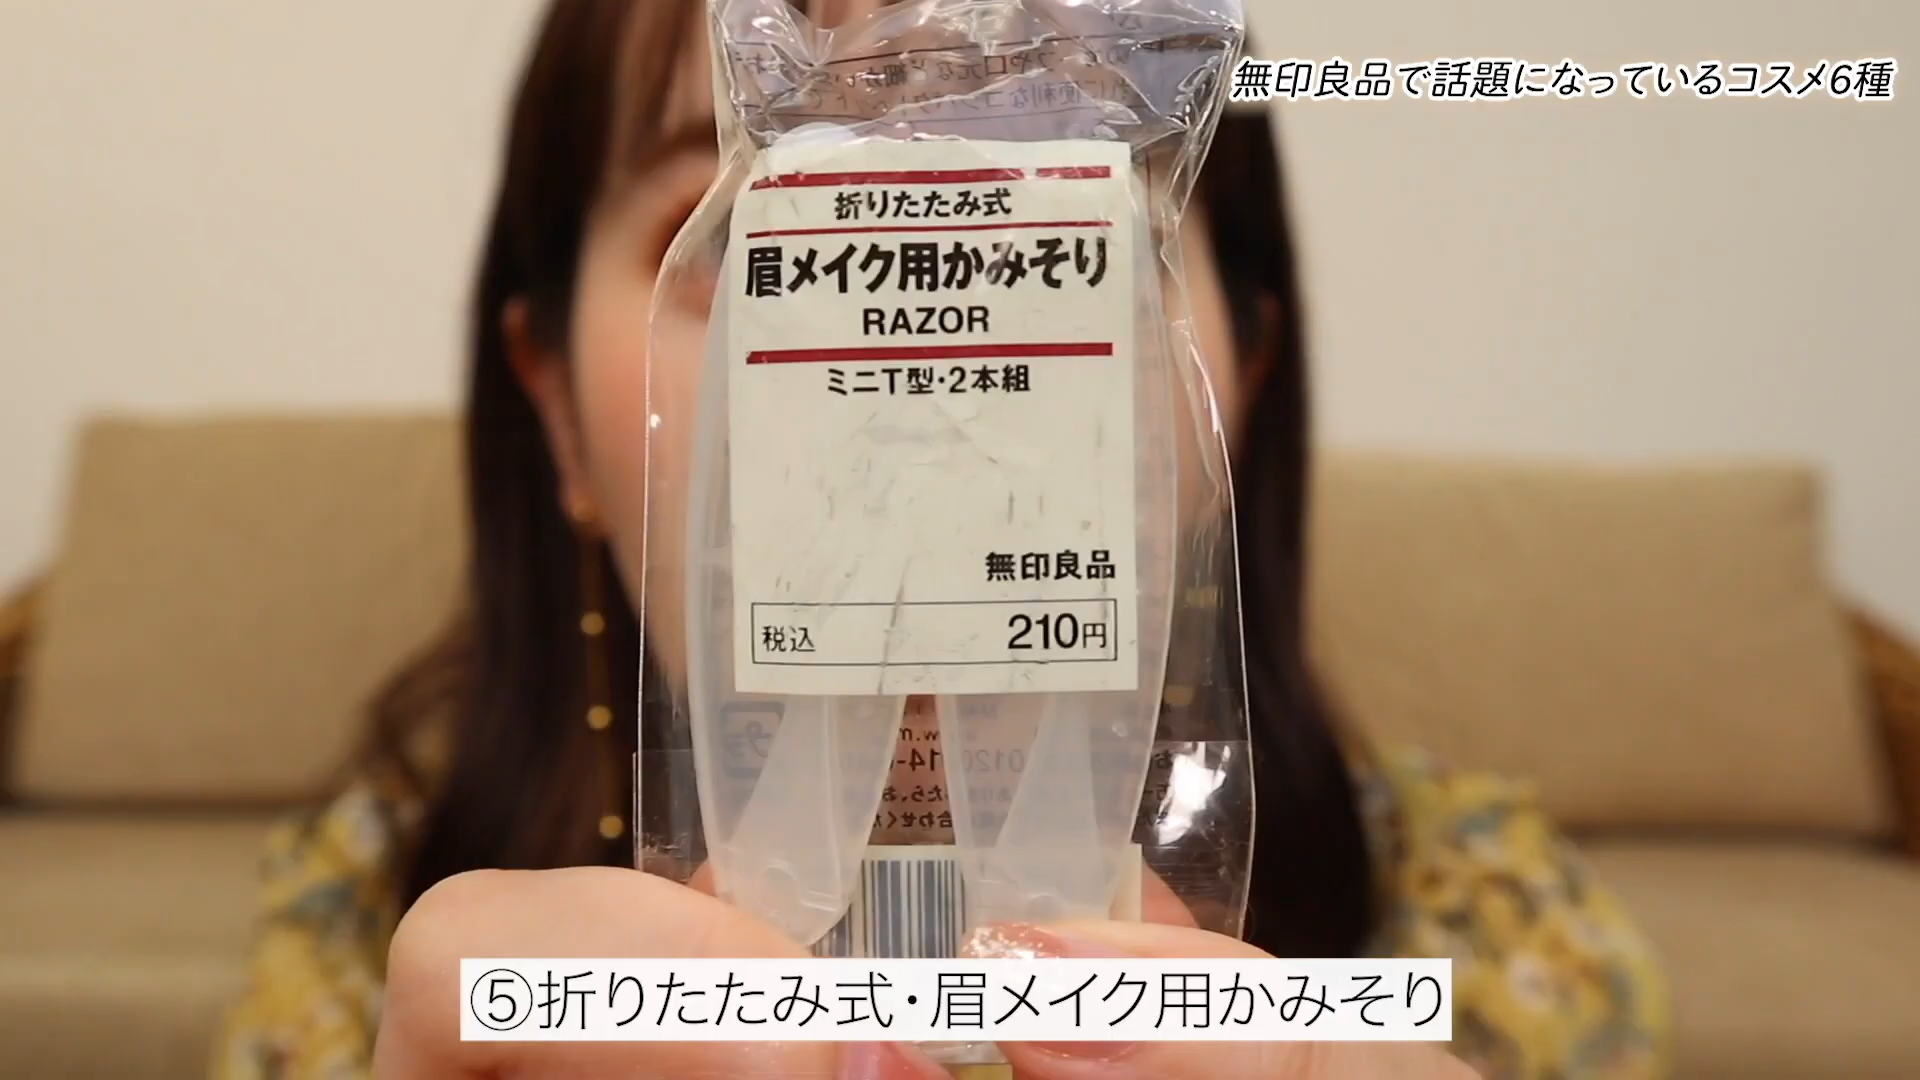 無印良品で話題になっているコスメ6種
折りたたみ式
眉メイク用かみそり
RAZOR
ミニT型・2本組
無印良品
税込 210円
⑤折りたたみ式・眉メイク用かみそり